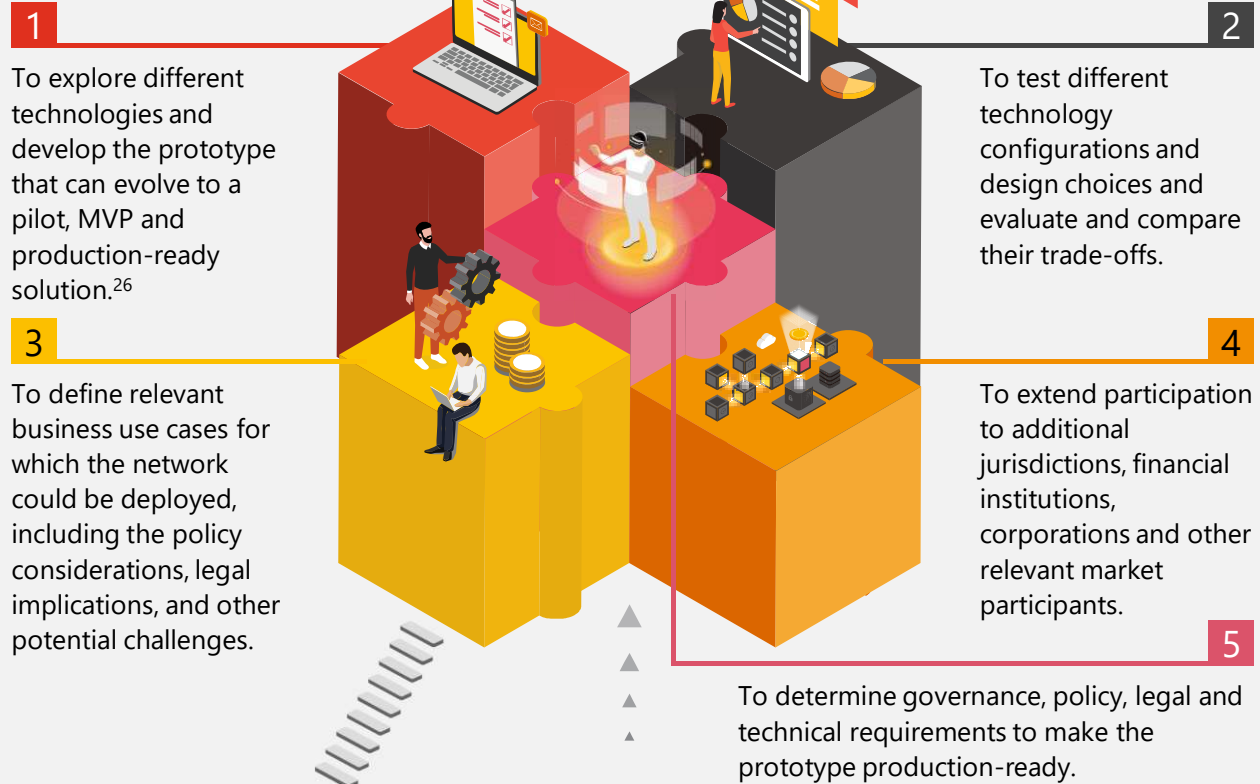 1
To explore different
technologies and
develop the prototype
that can evolve to a
pilot, MVP and
production-ready
solution.26
2
To test different
technology
configurations and
design choices and
evaluate and compare
their trade-offs.
3
To define relevant
business use cases for
which the network
could be deployed,
including the policy
considerations, legal
implications, and other
potential challenges.
4
To extend participation
to additional
jurisdictions, financial
institutions,
corporations and other
relevant market
participants.
5
To determine governance, policy, legal and
technical requirements to make the
prototype production-ready.